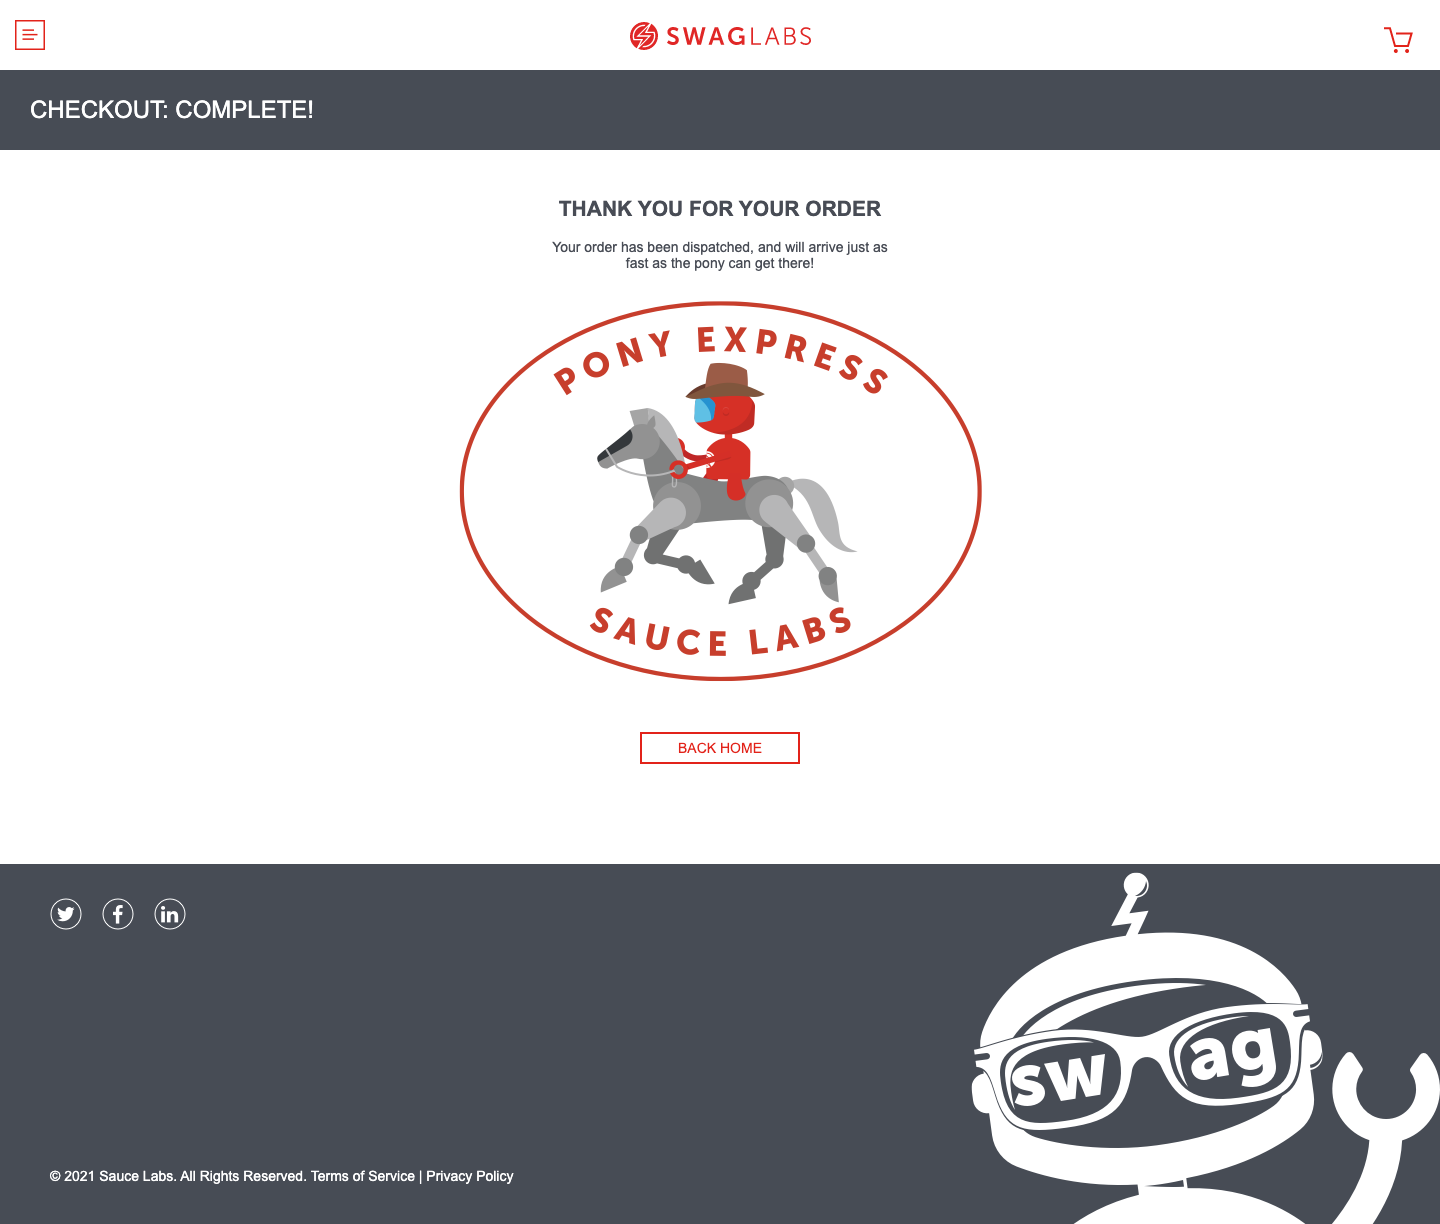 SWAGLABS
CHECKOUT: COMPLETE!
THANK YOU FOR YOUR ORDER
Your order has been dispatched, and will arrive just as
fast as the pony can get there!
PONY EXPRESS
SAUCE LABS
BACK HOME
swag
© 2021 Sauce Labs. All Rights Reserved. Terms of Service | Privacy Policy